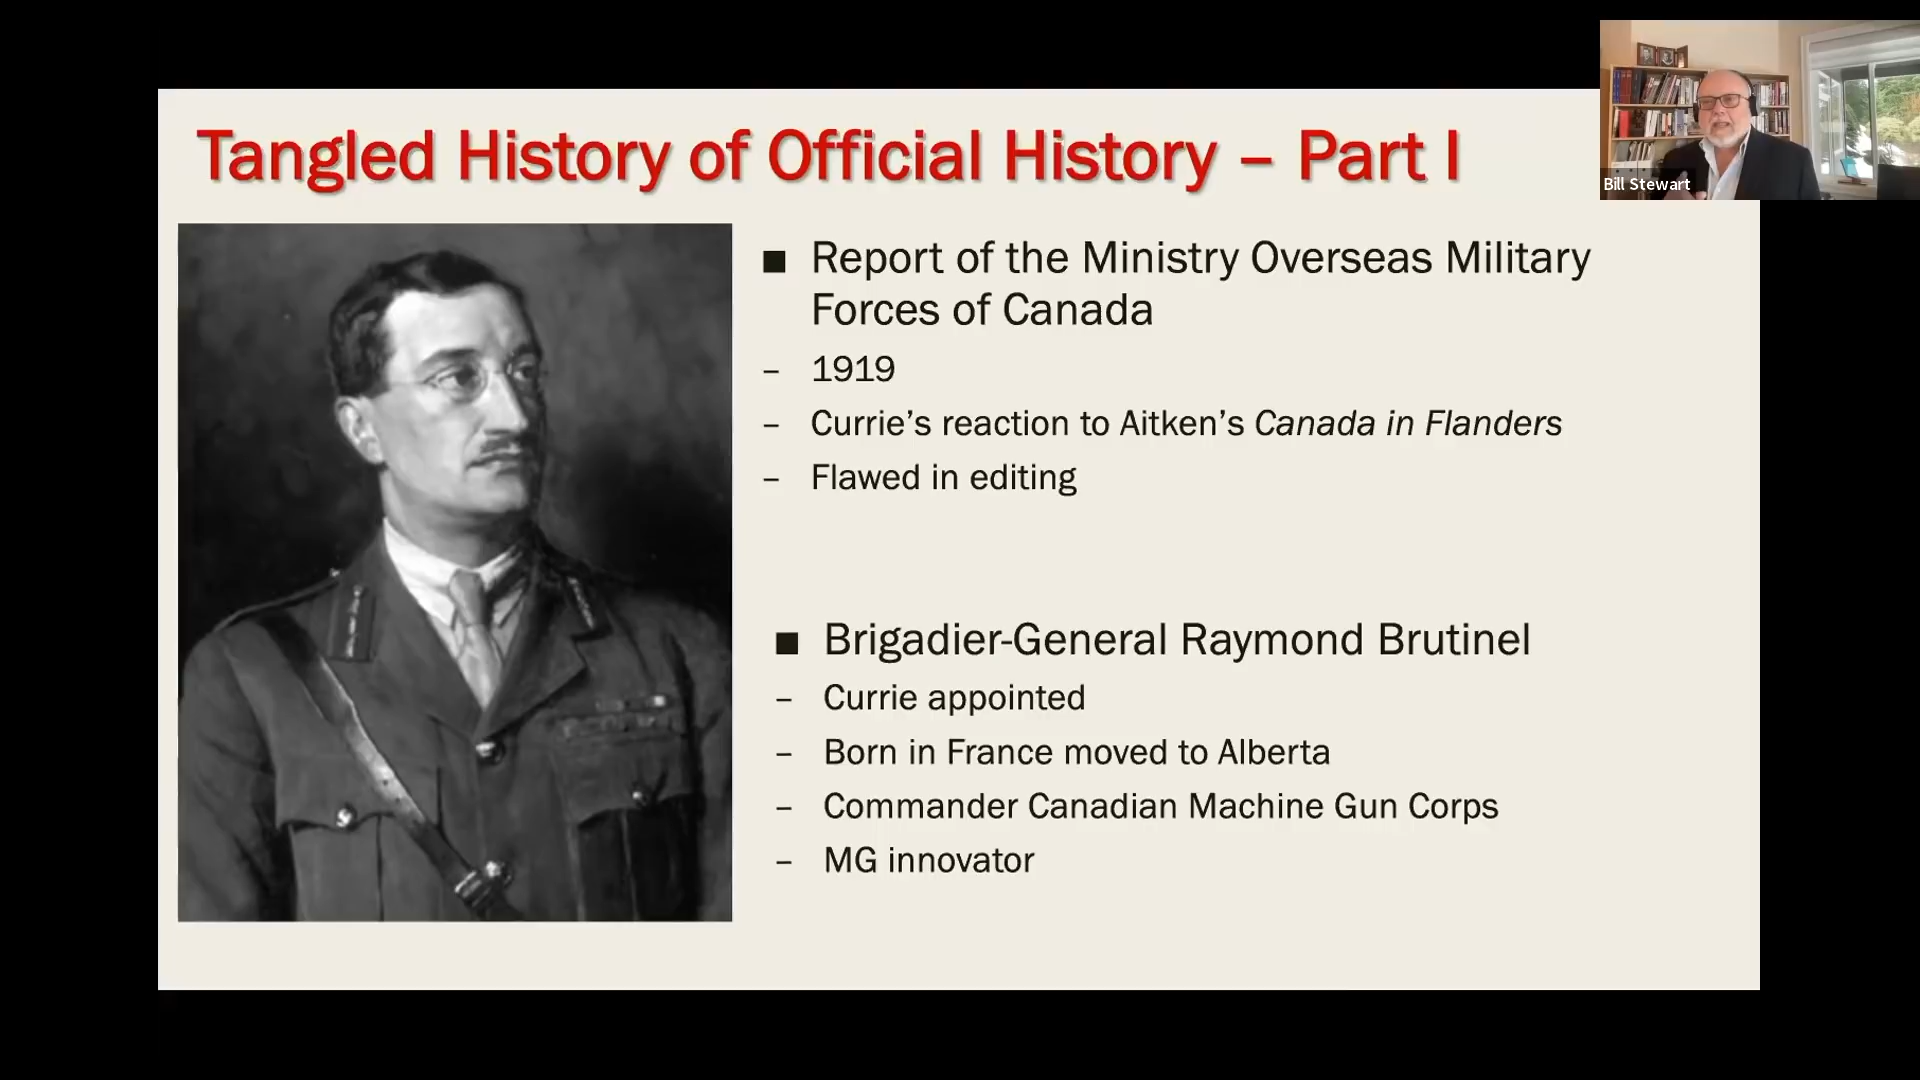 Tangled History of Official History – Part I
■ Report of the Ministry Overseas Military
Forces of Canada
– 1919
– Currie’s reaction to Aitken’s Canada in Flanders
– Flawed in editing
■ Brigadier-General Raymond Brutinel
– Currie appointed
– Born in France moved to Alberta
– Commander Canadian Machine Gun Corps
– MG innovator
Bill Stewart